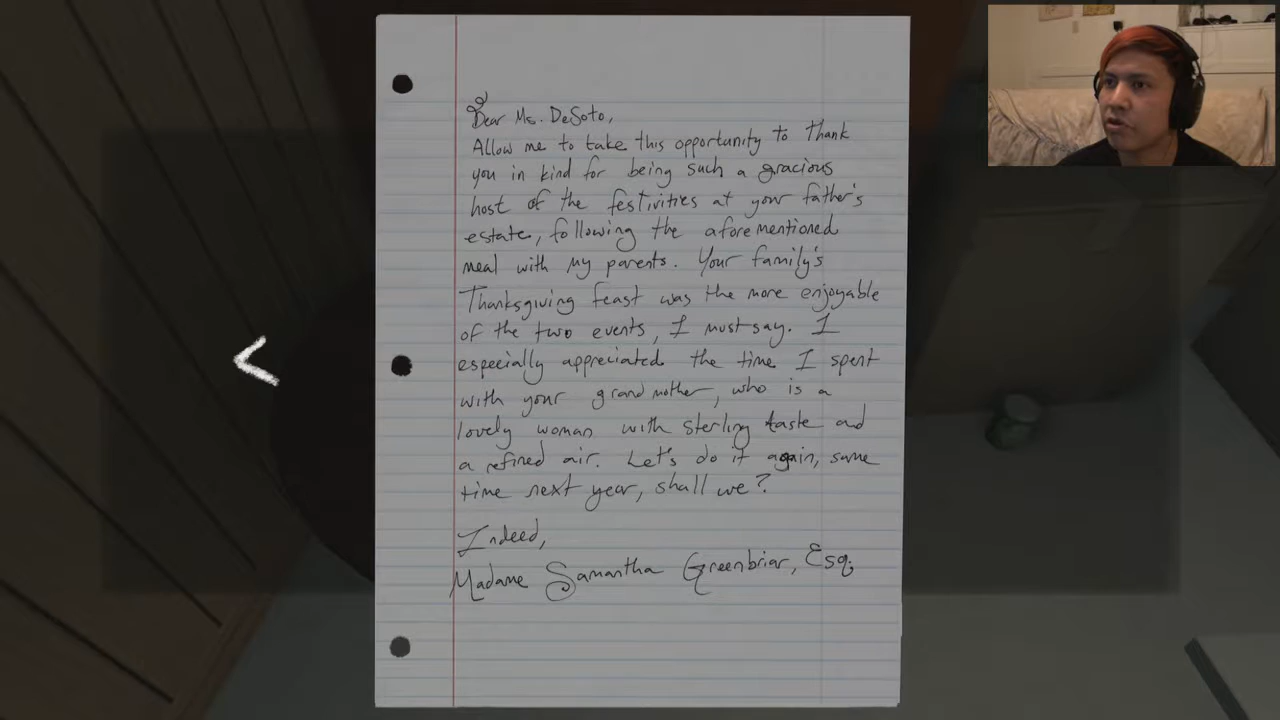 Dear Ms. DeSoto,
Allow me to take this opportunity to thank
you in kind for being such a gracious
host of the festivities at your father's
estate, following the aforementioned
meal with my parents. Your family's
Thanksgiving feast was the more enjoyable
of the two events, I must say. I
especially appreciated the time I spent
with your grandmother, who is a
lovely woman with sterling taste and
a refined air. Let's do it again, same
time next year, shall we?
Indeed,
Madame Samantha Greenbriar, Esq.